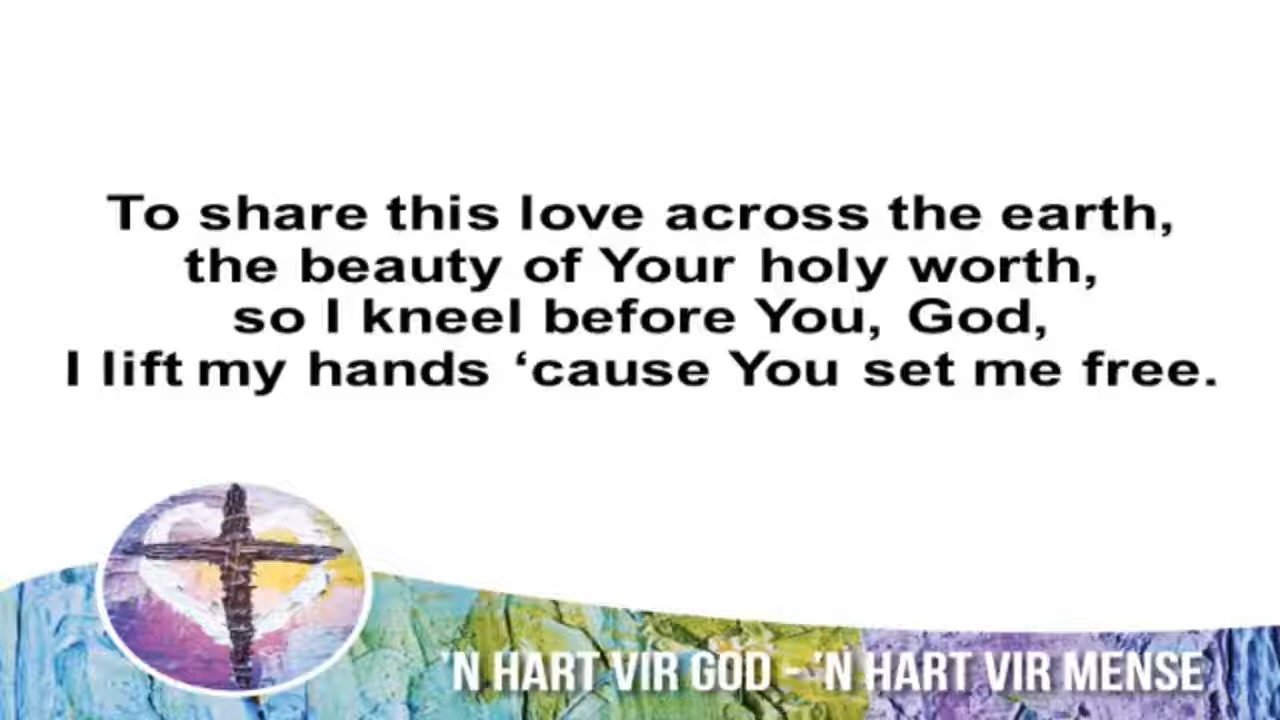 To share this love across the earth,
the beauty of Your holy worth,
so I kneel before You, God,
I lift my hands ‘cause You set me free.
'N HART VIR GOD - 'N HART VIR MENSE